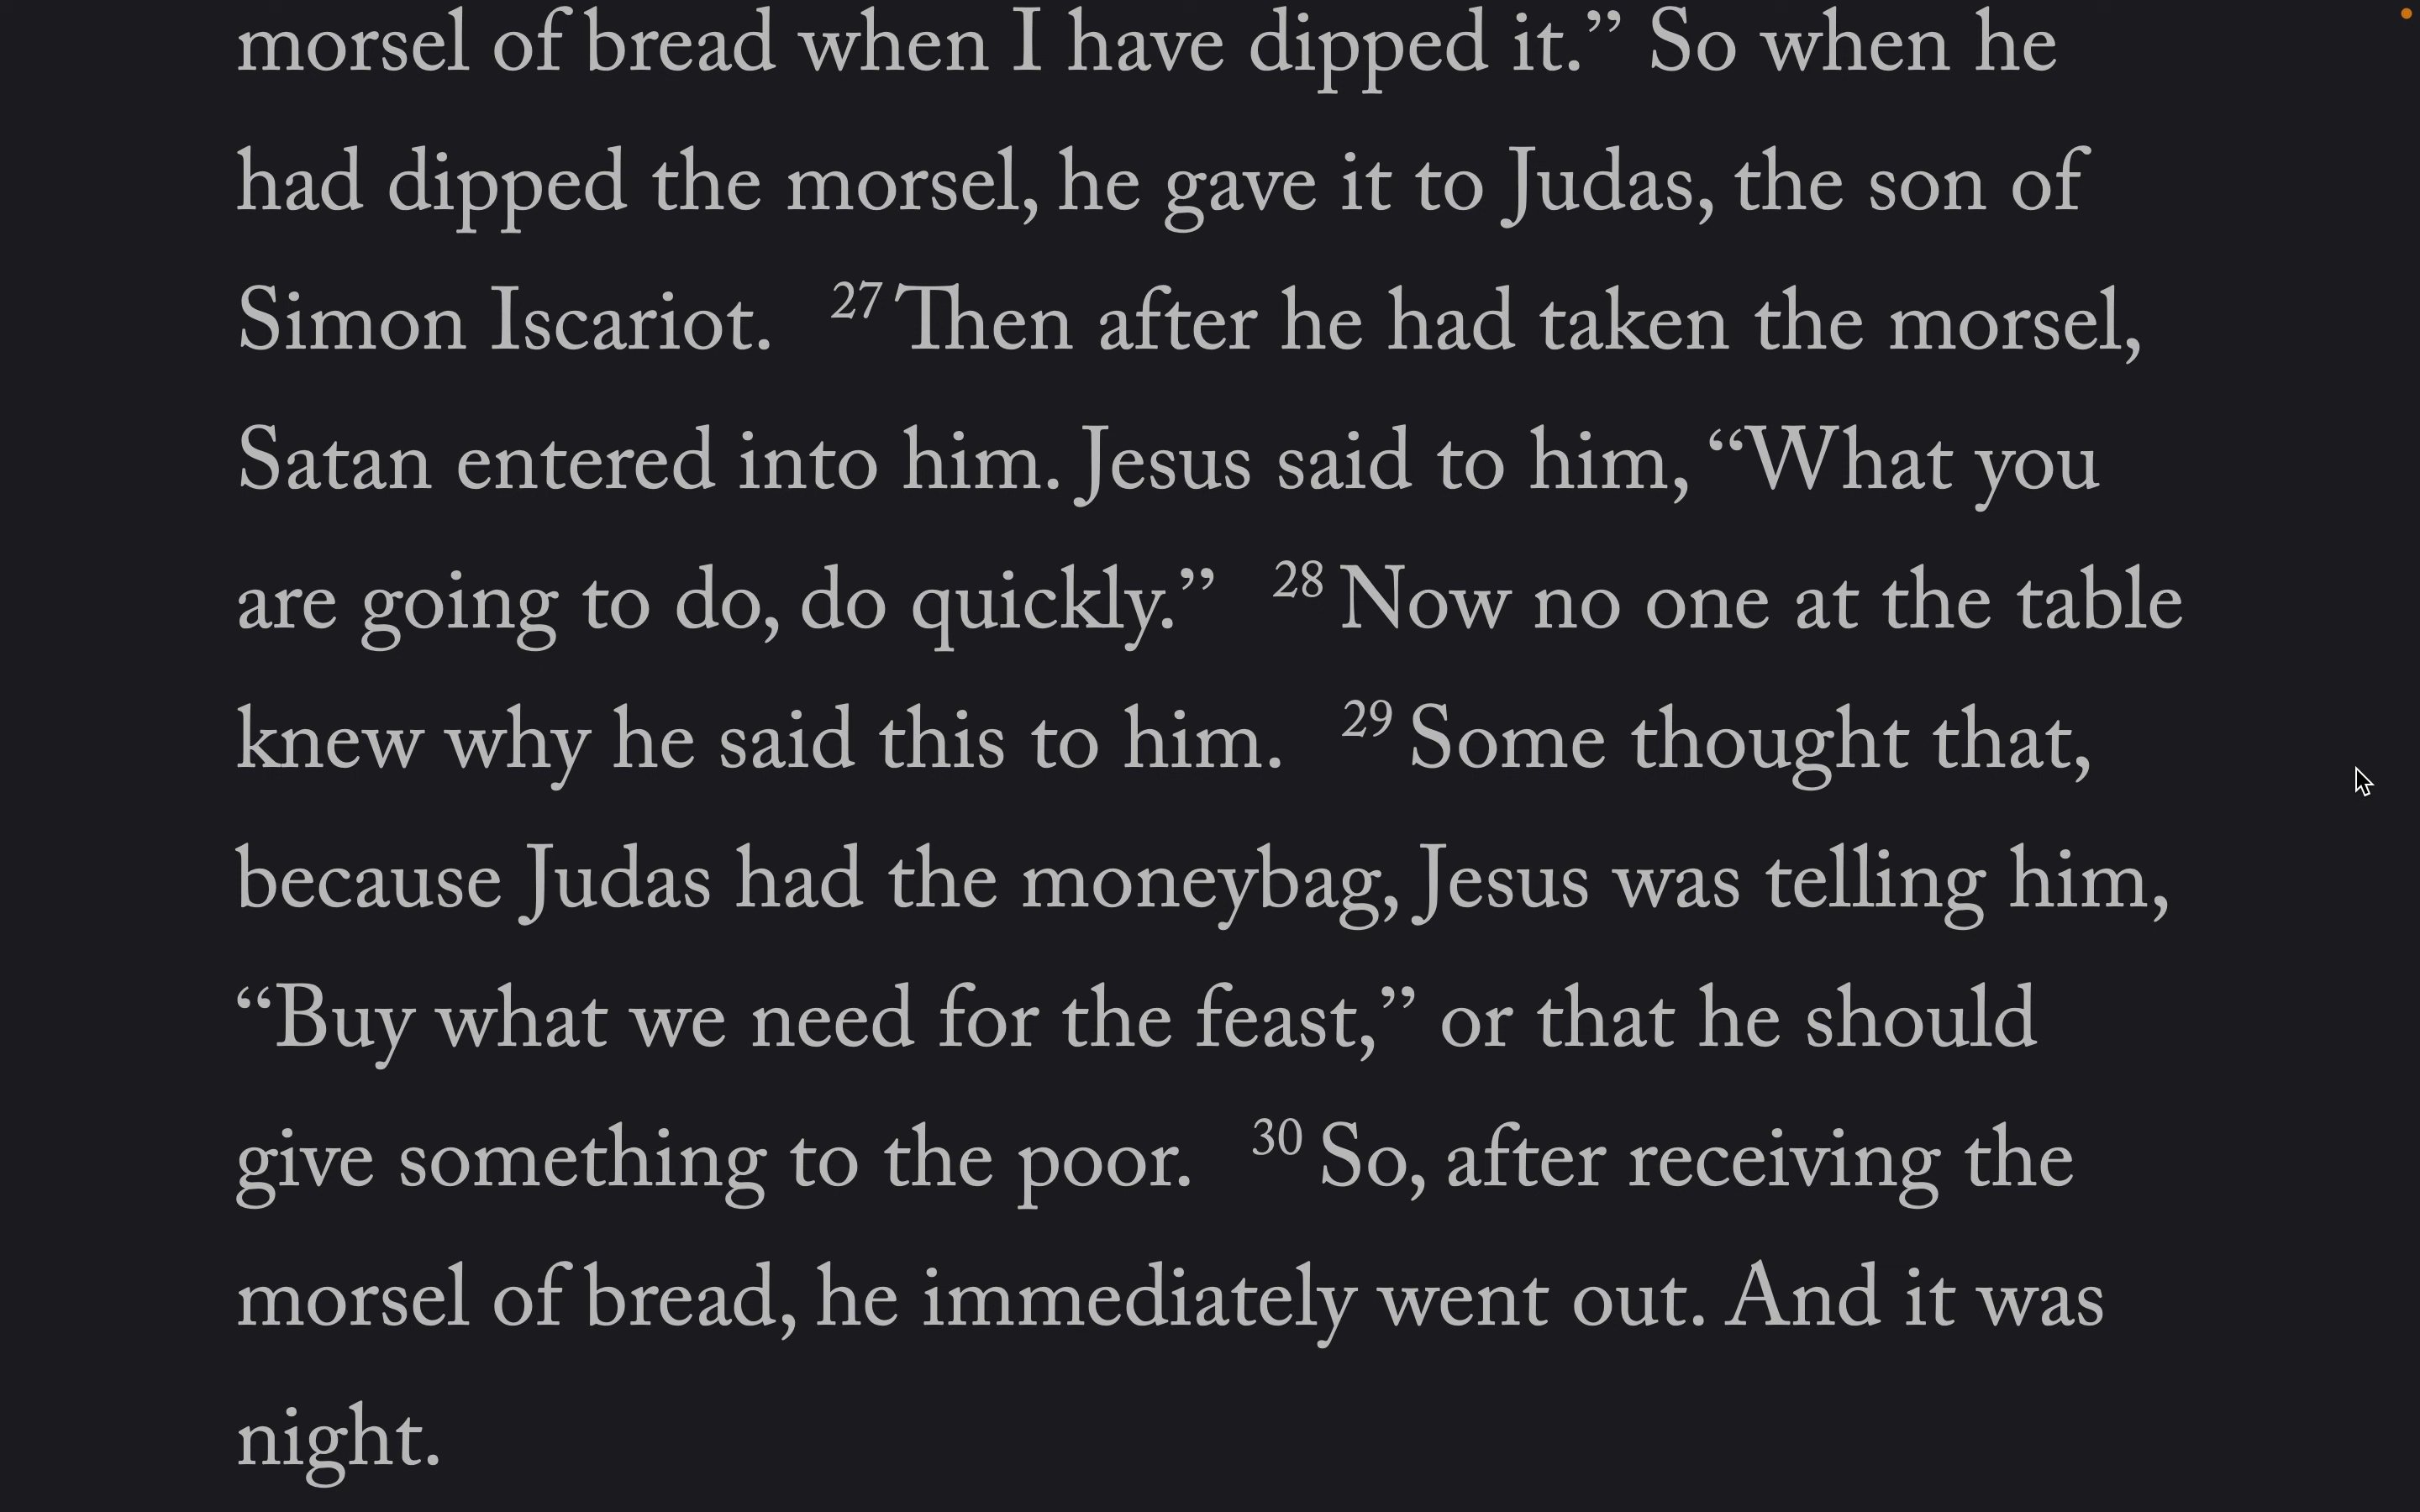 morsel of bread when I have dipped it.” So when he
had dipped the morsel, he gave it to Judas, the son of
Simon Iscariot. 27 Then after he had taken the morsel,
Satan entered into him. Jesus said to him, “What you
are going to do, do quickly.” 28 Now no one at the table
knew why he said this to him. 29 Some thought that,
because Judas had the moneybag, Jesus was telling him,
“Buy what we need for the feast,” or that he should
give something to the poor. 30 So, after receiving the
morsel of bread, he immediately went out. And it was
night.